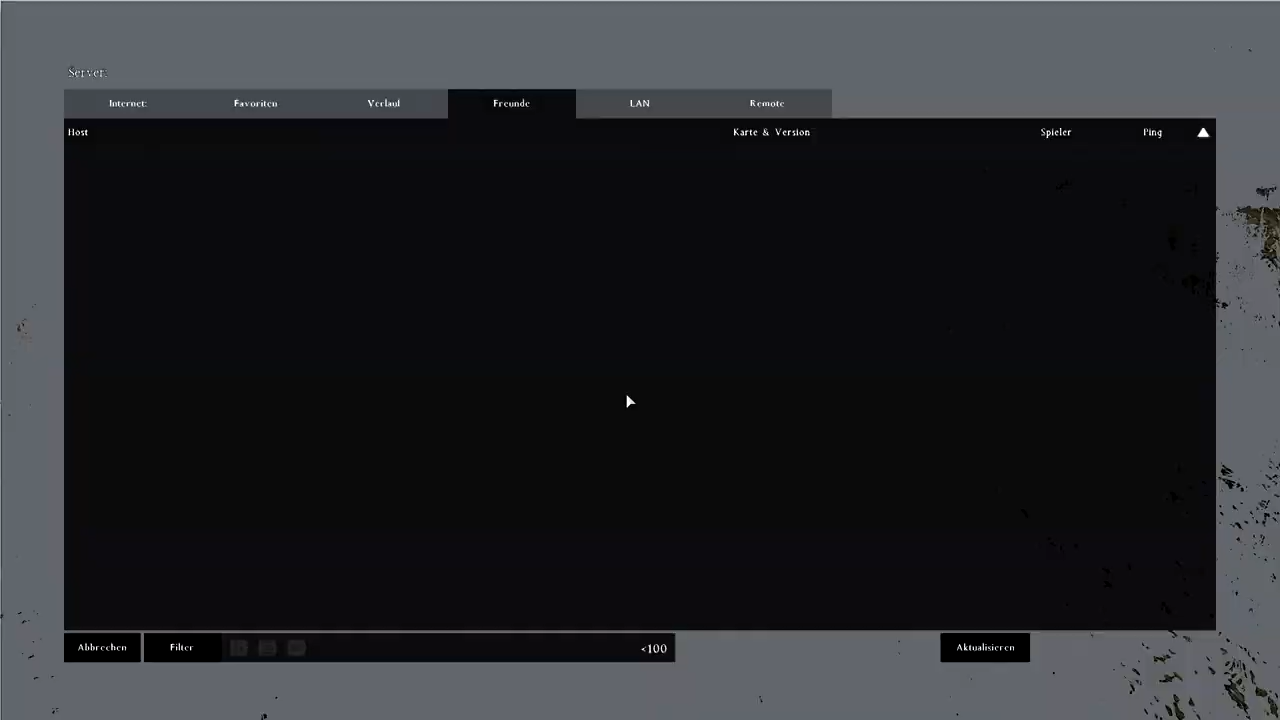 Server:
Internet: Favoriten Verlauf Freunde LAN Remote
Host Karte & Version Spieler Ping
Abbrechen Filter <100 Aktualisieren